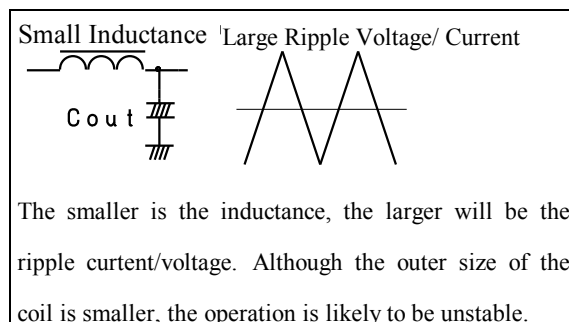 Small Inductance Large Ripple Voltage/ Current
Cout
The smaller is the inductance, the larger will be the
ripple curtent/voltage. Although the outer size of the
coil is smaller, the operation is likely to be unstable.